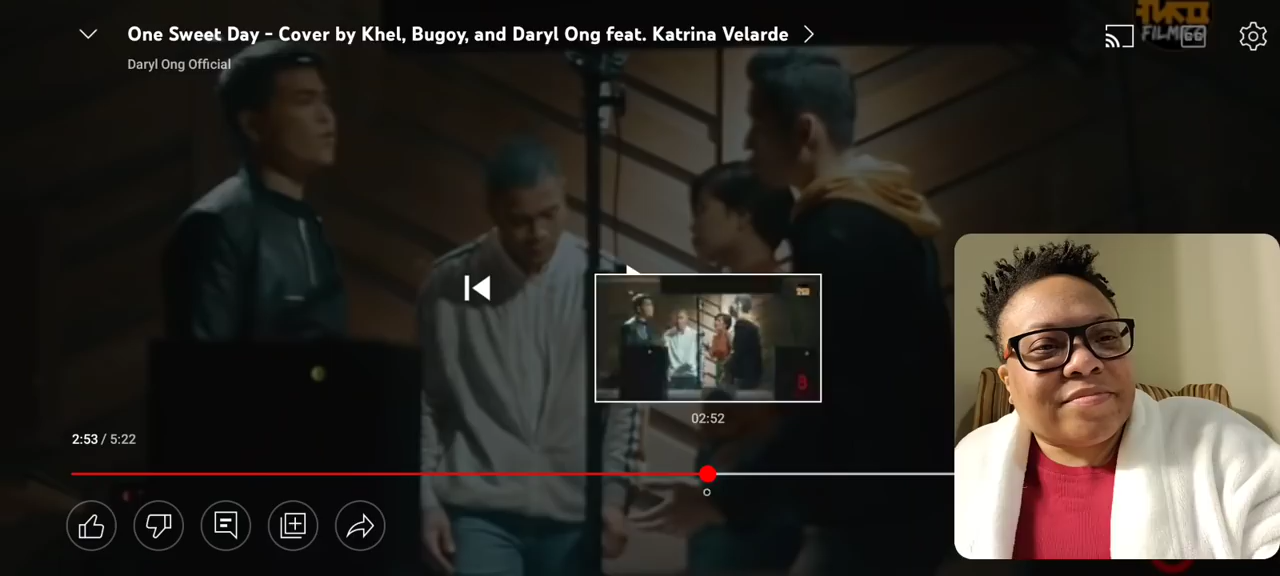 One Sweet Day - Cover by Khel, Bugoy, and Daryl Ong feat. Katrina Velarde
Daryl Ong Official
FILMED
02:52
2:53 / 5:22